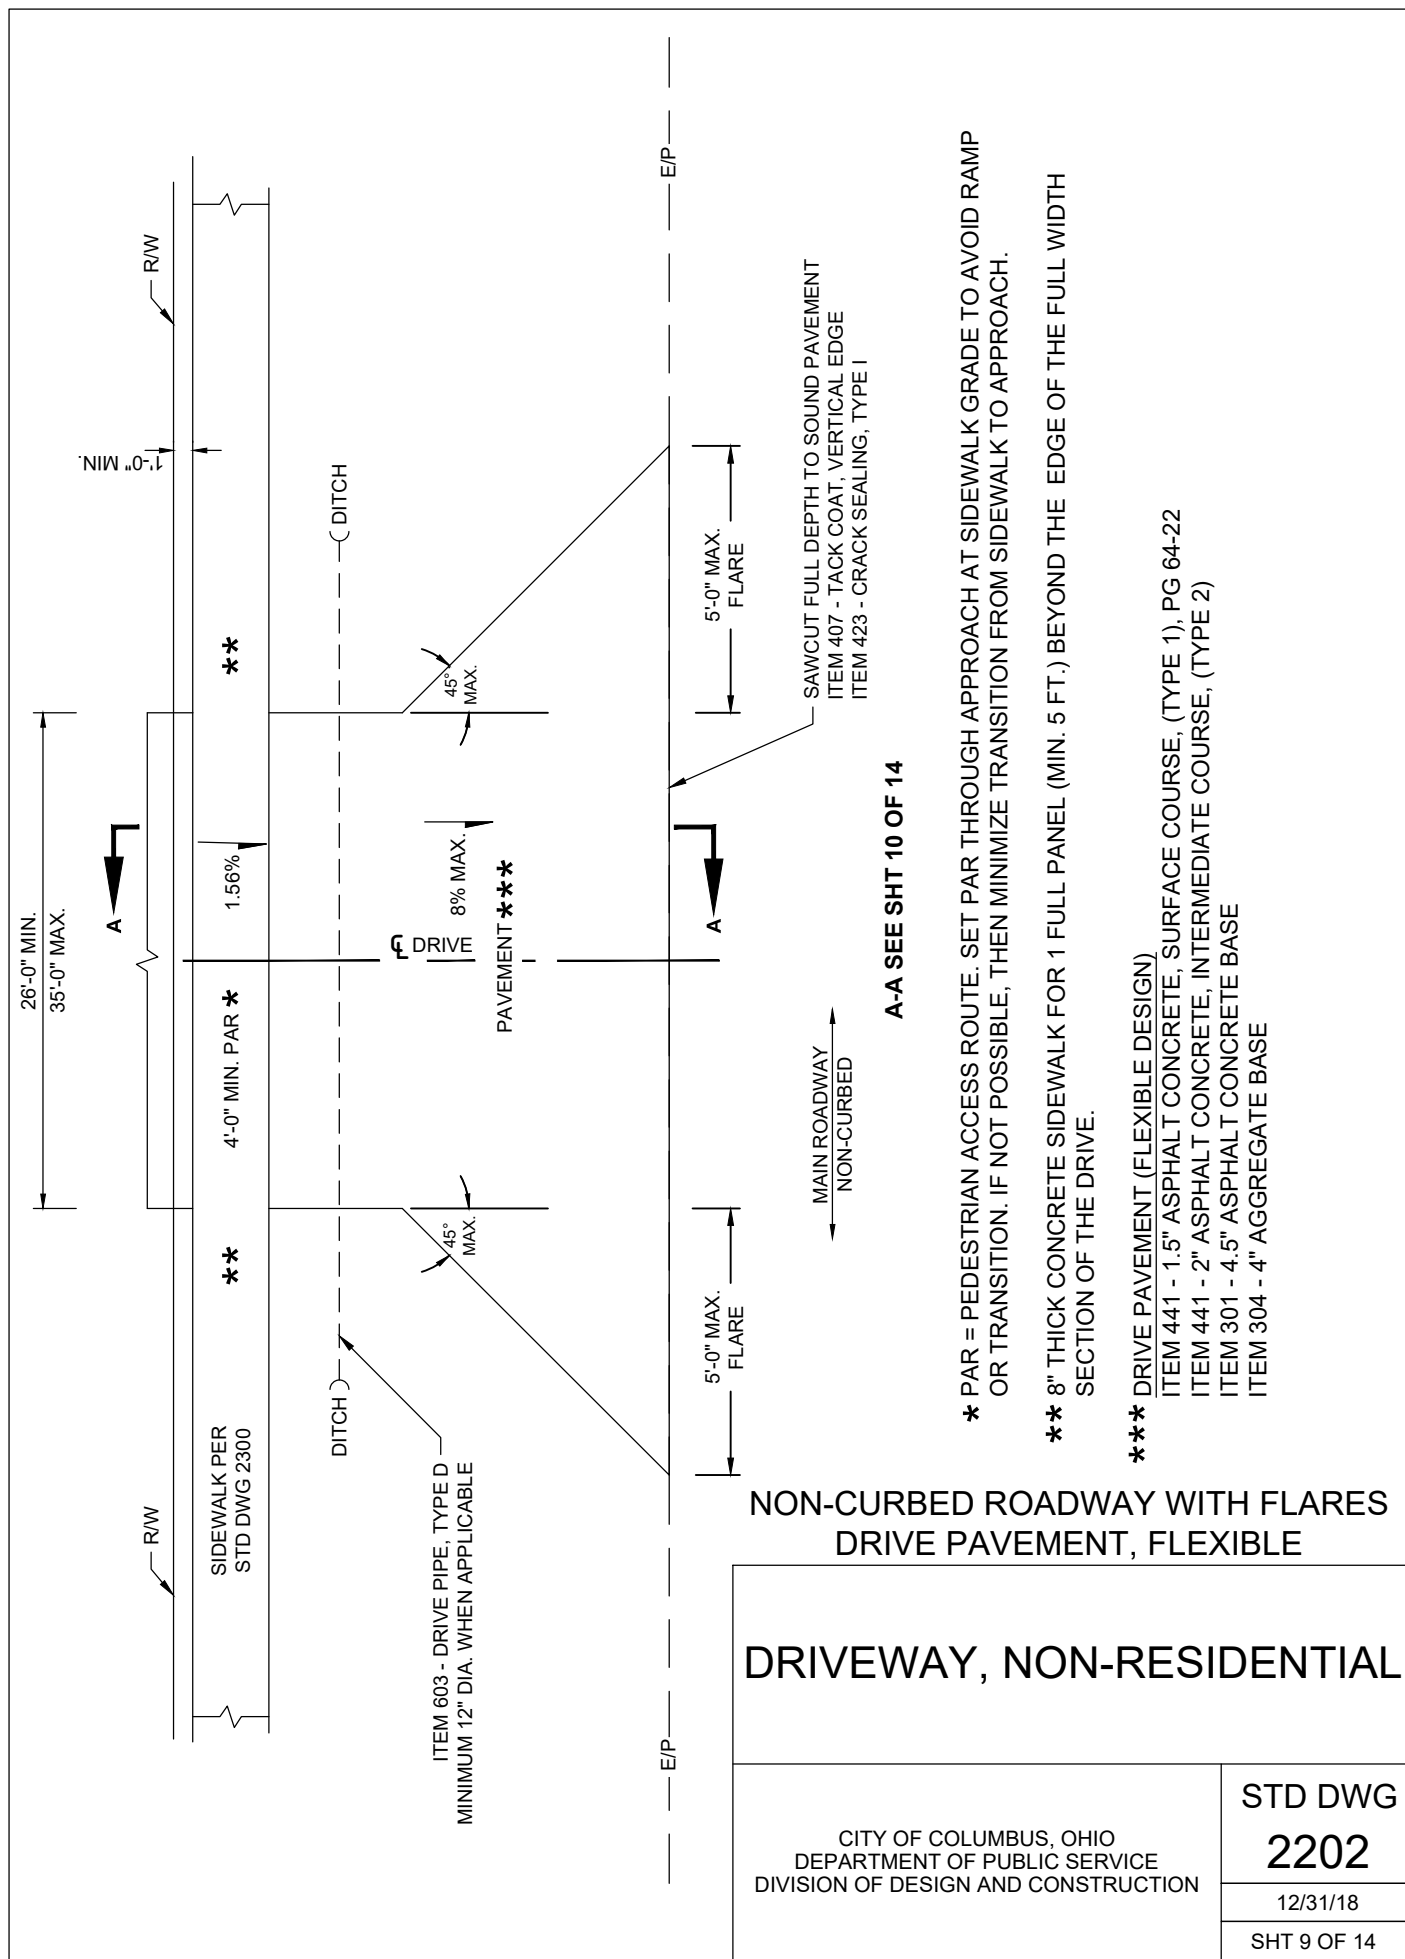 26'-0" MIN.
35'-0" MAX.
R/W
R/W
1'-0" MIN.
A
SIDEWALK PER
STD DWG 2300
**
4'-0" MIN. PAR *
1.56%
**
DITCH
DITCH
℄ DRIVE
ITEM 603 - DRIVE PIPE, TYPE D
MINIMUM 12" DIA. WHEN APPLICABLE
45°
MAX.
8% MAX.
45°
MAX.
PAVEMENT ***
E/P
E/P
A
5'-0" MAX.
FLARE
5'-0" MAX.
FLARE
MAIN ROADWAY
NON-CURBED
SAWCUT FULL DEPTH TO SOUND PAVEMENT
ITEM 407 - TACK COAT, VERTICAL EDGE
ITEM 423 - CRACK SEALING, TYPE I
A-A SEE SHT 10 OF 14
* PAR = PEDESTRIAN ACCESS ROUTE. SET PAR THROUGH APPROACH AT SIDEWALK GRADE TO AVOID RAMP
OR TRANSITION. IF NOT POSSIBLE, THEN MINIMIZE TRANSITION FROM SIDEWALK TO APPROACH.
** 8" THICK CONCRETE SIDEWALK FOR 1 FULL PANEL (MIN. 5 FT.) BEYOND THE EDGE OF THE FULL WIDTH
SECTION OF THE DRIVE.
*** DRIVE PAVEMENT (FLEXIBLE DESIGN)
ITEM 441 - 1.5" ASPHALT CONCRETE, SURFACE COURSE, (TYPE 1), PG 64-22
ITEM 441 - 2" ASPHALT CONCRETE, INTERMEDIATE COURSE, (TYPE 2)
ITEM 301 - 4.5" ASPHALT CONCRETE BASE
ITEM 304 - 4" AGGREGATE BASE
NON-CURBED ROADWAY WITH FLARES
DRIVE PAVEMENT, FLEXIBLE
DRIVEWAY, NON-RESIDENTIAL
CITY OF COLUMBUS, OHIO
DEPARTMENT OF PUBLIC SERVICE
DIVISION OF DESIGN AND CONSTRUCTION
STD DWG
2202
12/31/18
SHT 9 OF 14